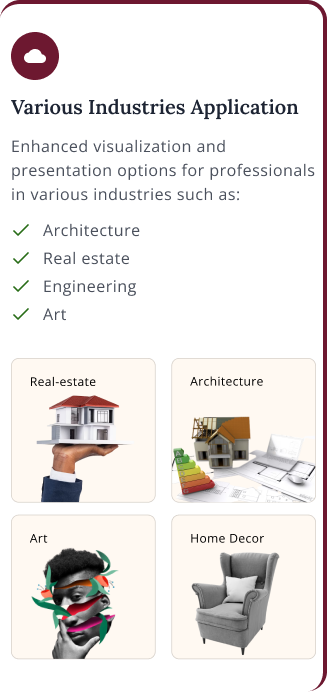 Various Industries Application
Enhanced visualization and
presentation options for professionals
in various industries such as:
Architecture
Real estate
Engineering
Art
Real-estate
Architecture
Art
Home Decor